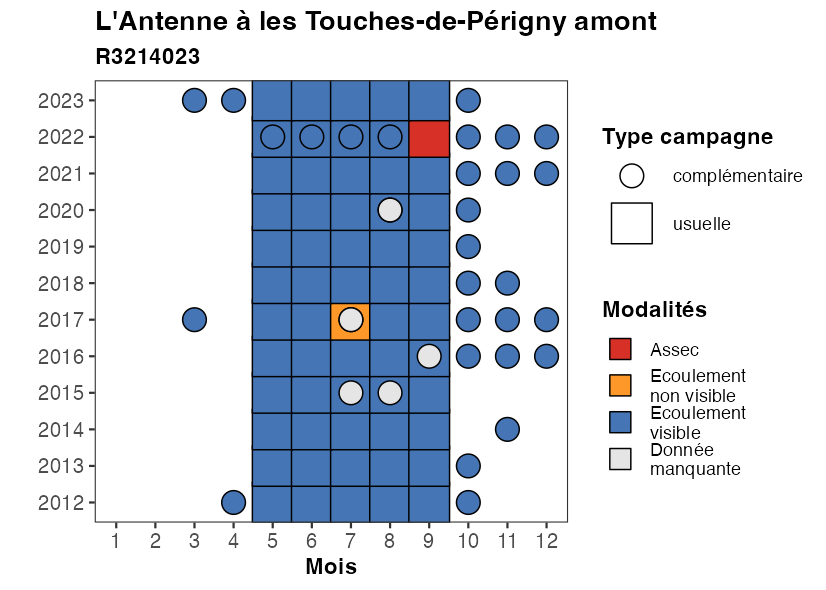 L'Antenne à les Touches-de-Périgny amont
R3214023
2023
2022
2021
2020
2019
2018
2017
2016
2015
2014
2013
2012
1 2 3 4 5 6 7 8 9 10 11 12
Mois
Type campagne
complémentaire
usuelle
Modalités
Assec
Ecoulement
non visible
Ecoulement
visible
Donnée
manquante